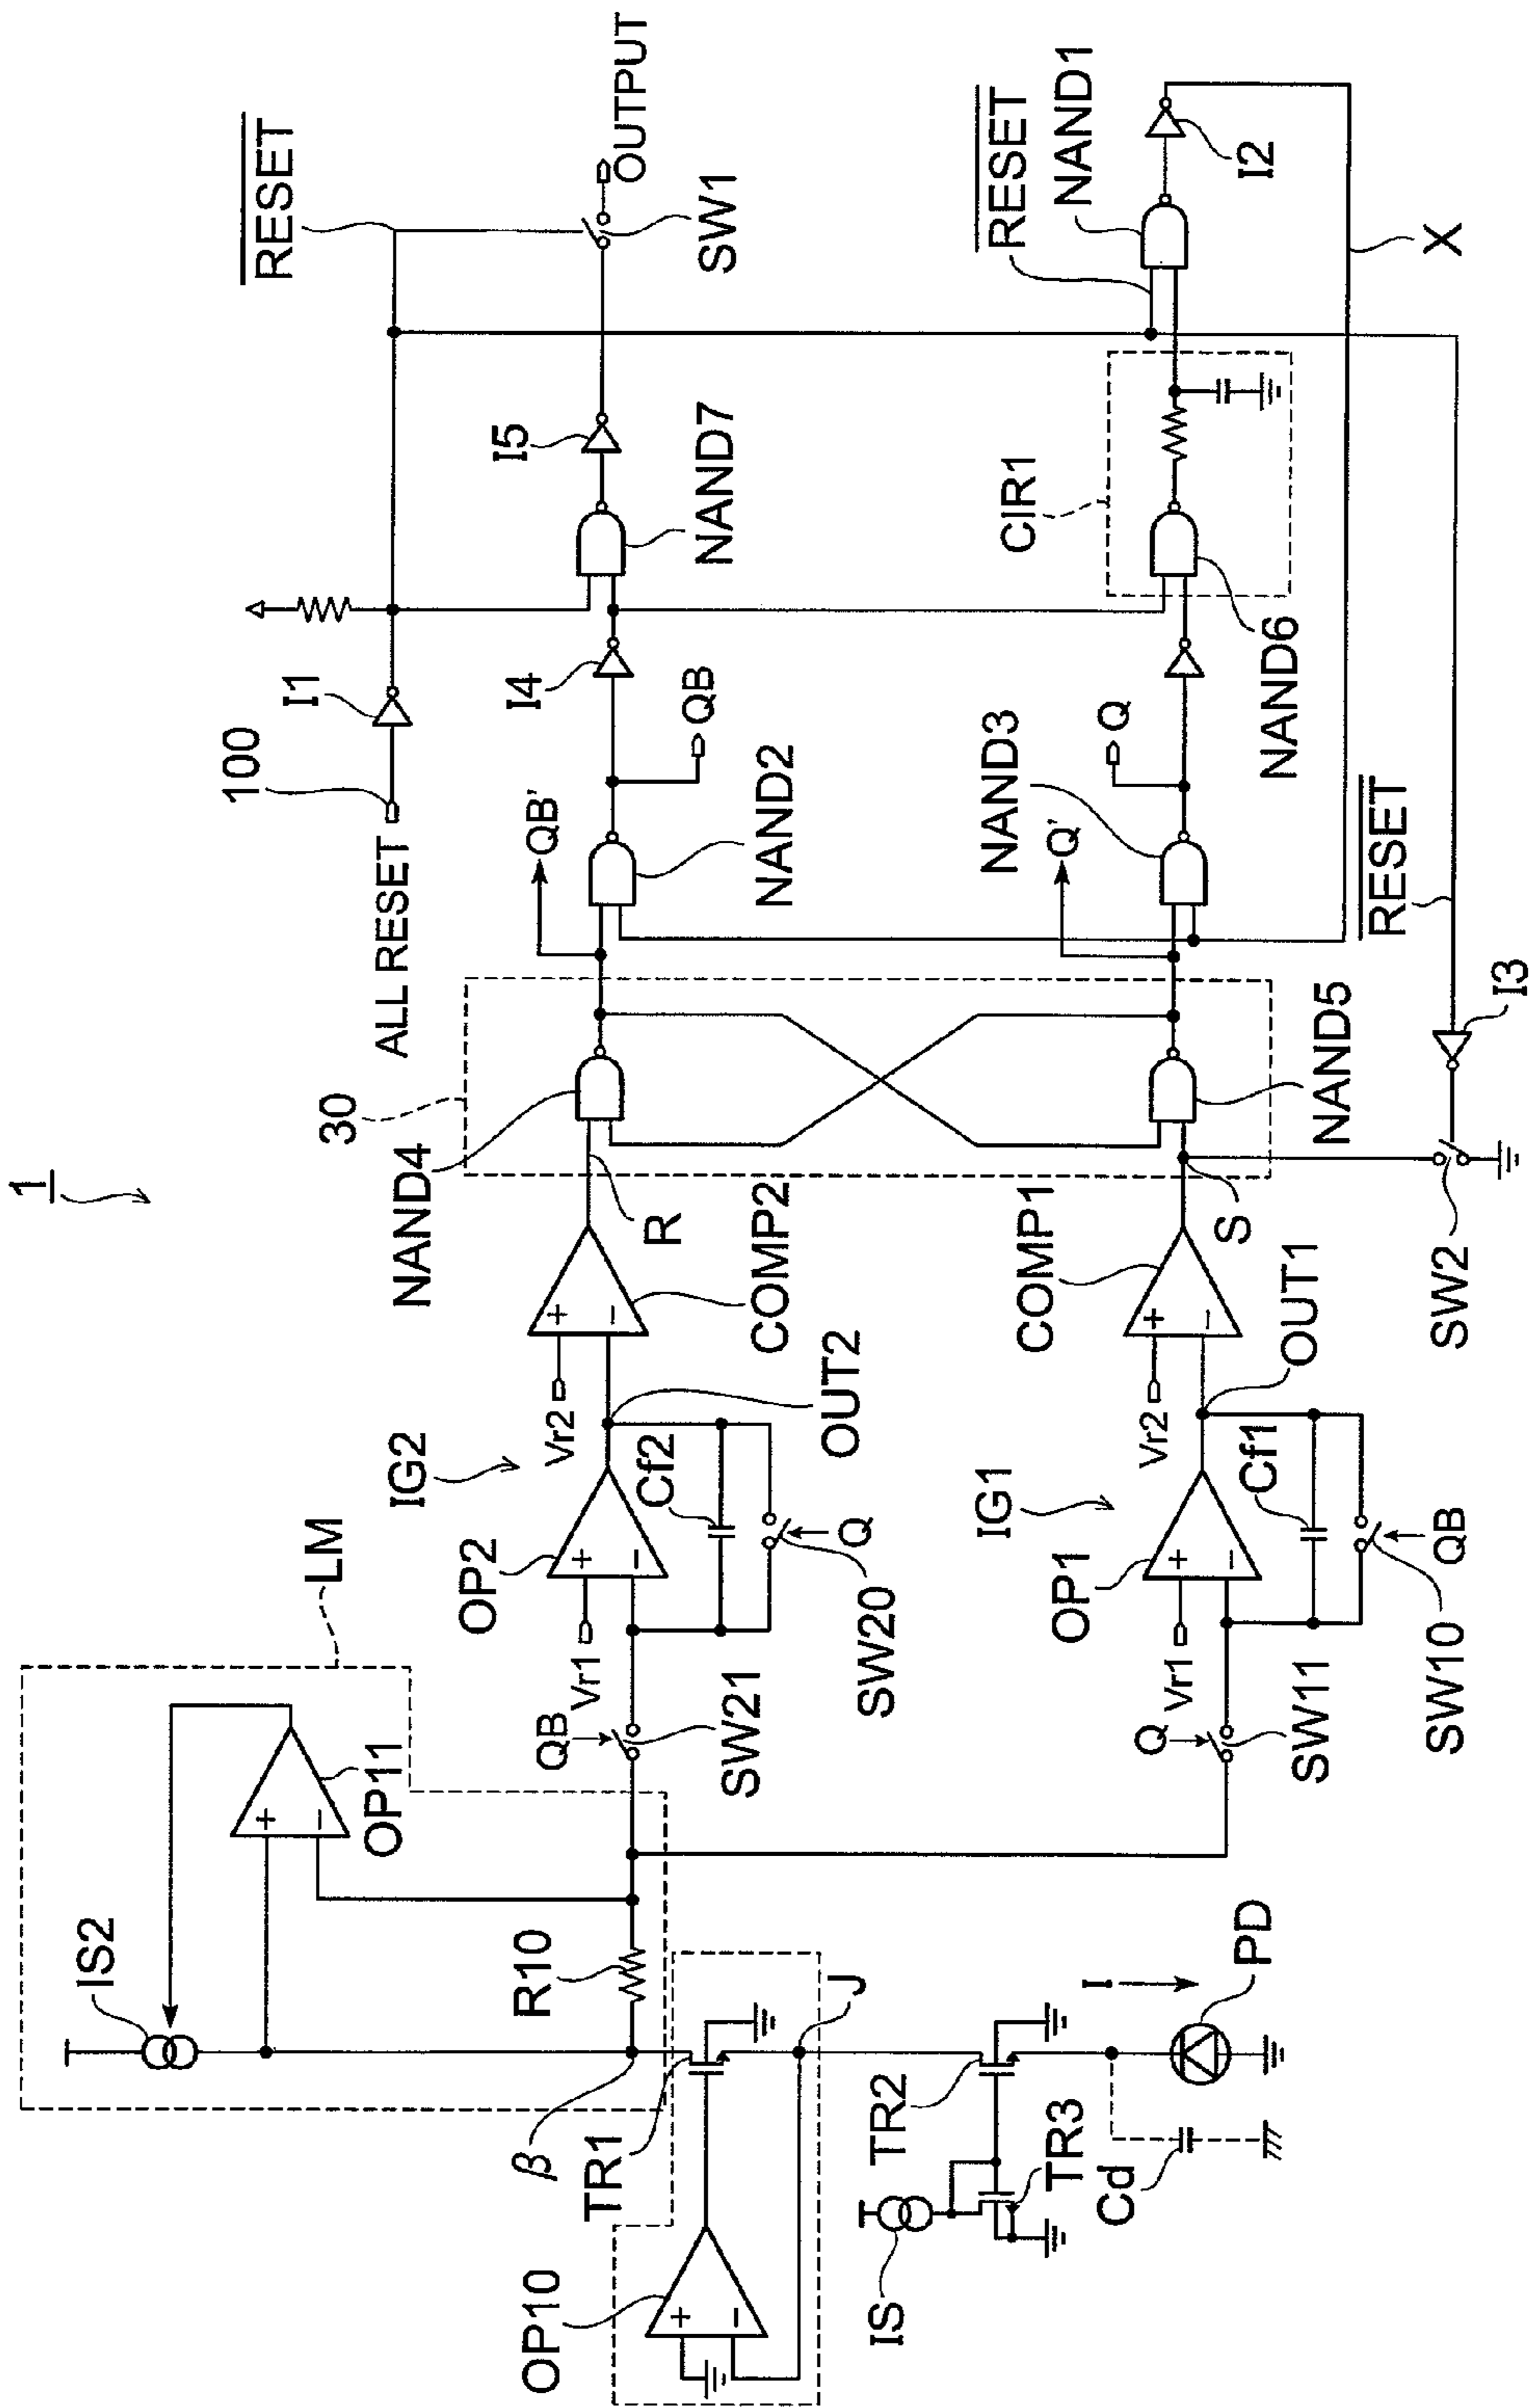 1
LM
IS2
OP11
R10
β
TR1
OP10
J
TR2
TR3
IS
Cd
I
PD
QB
SW21
Vr1
OP2
IG2
Cf2
Q
SW20
OUT2
Vr2
COMP2
R
Q
SW11
Vr1
OP1
IG1
Cf1
QB
SW10
OUT1
Vr2
COMP1
S
SW2
30
NAND4
NAND5
I3
RESET
QB'
NAND2
QB
Q'
NAND3
Q
ALL RESET
100
I1
I4
NAND7
I5
NAND6
CIR1
RESET
SW1
OUTPUT
RESET
NAND1
I2
X